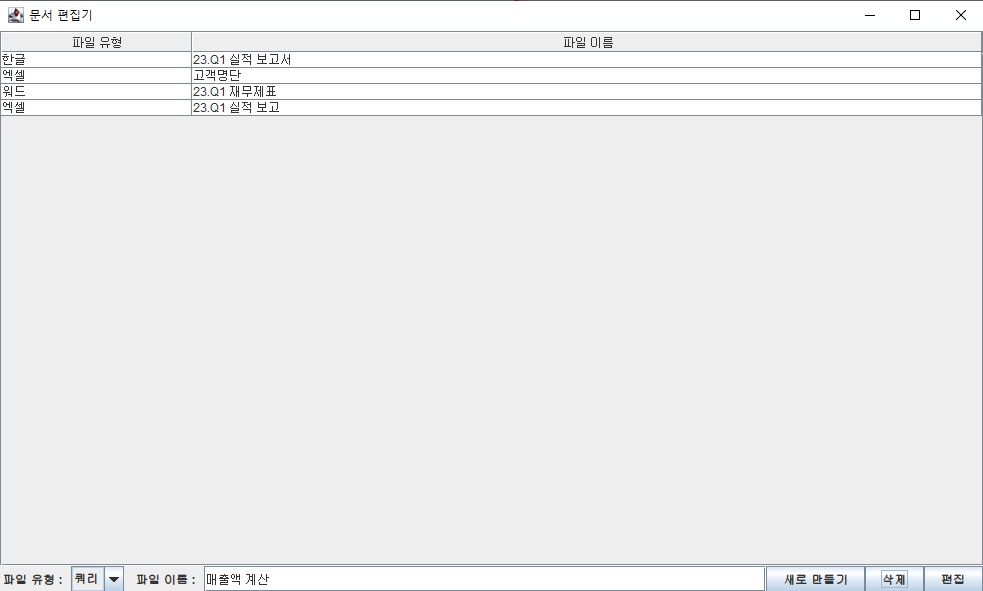 문서 편집기
파일 유형 파일 이름
한글 23.Q1 실적 보고서
엑셀 고객명단
워드 23.Q1 재무제표
엑셀 23.Q1 실적 보고
파일 유형 : 쿼리 파일 이름 : 매출액 계산 새로 만들기 삭제 편집